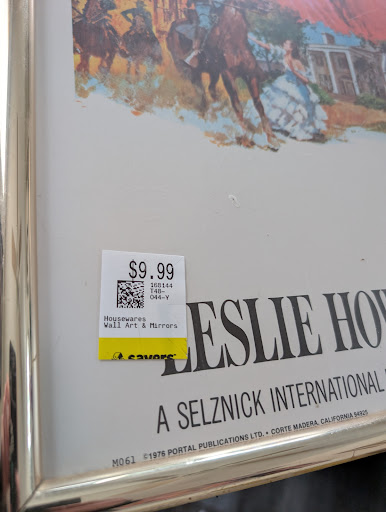 $9.99
168144
T48-
044-Y
Housewares
Wall Art & Mirrors
savers
LESLIE HOW
A SELZNICK INTERNATIONAL
M061 ©1976 PORTAL PUBLICATIONS LTD. • CORTE MADERA, CALIFORNIA 94925